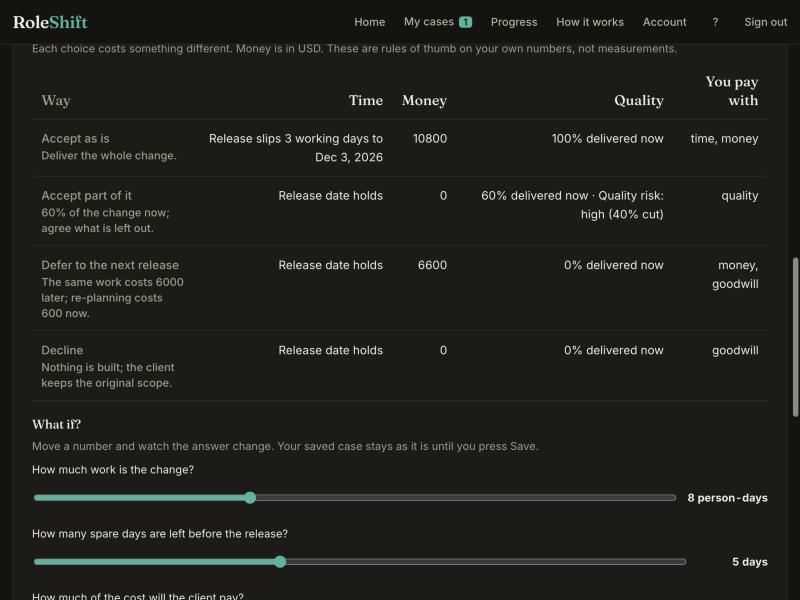 RoleShift Home My cases 1 Progress How it works Account ? Sign out
Each choice costs something different. Money is in USD. These are rules of thumb on your own numbers, not measurements.
Way Time Money Quality You pay with
Accept as is
Deliver the whole change.
Release slips 3 working days to
Dec 3, 2026
10800
100% delivered now
time, money
Accept part of it
60% of the change now;
agree what is left out.
Release date holds
0
60% delivered now · Quality risk:
high (40% cut)
quality
Defer to the next release
The same work costs 6000
later; re-planning costs
600 now.
Release date holds
6600
0% delivered now
money,
goodwill
Decline
Nothing is built; the client
keeps the original scope.
Release date holds
0
0% delivered now
goodwill
What if?
Move a number and watch the answer change. Your saved case stays as it is until you press Save.
How much work is the change?
8 person-days
How many spare days are left before the release?
5 days
How much of the cost will the client pay?